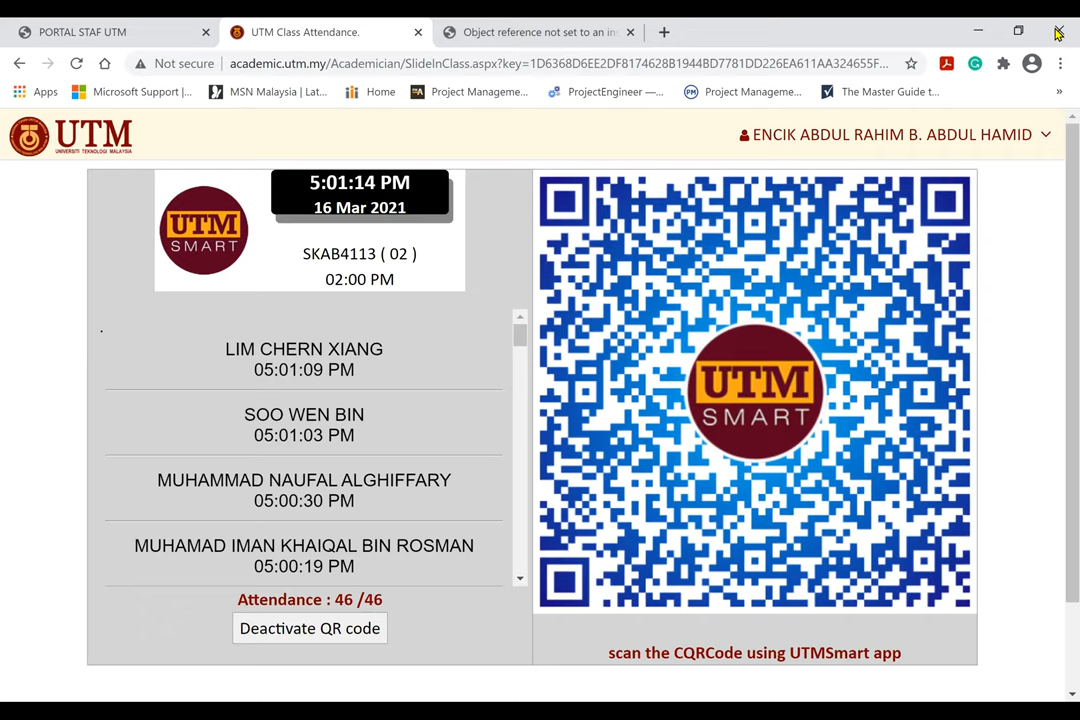 PORTAL STAF UTM
UTM Class Attendance.
Object reference not set to an in
Not secure
academic.utm.my/Academician/SlideInClass.aspx?key=1D6368D6EE2DF8174628B1944BD7781DD226EA611AA324655F...
Apps
Microsoft Support |...
MSN Malaysia | Lat...
Home
Project Manageme...
ProjectEngineer —...
Project Manageme...
The Master Guide t...
UTM
UNIVERSITI TEKNOLOGI MALAYSIA
ENCIK ABDUL RAHIM B. ABDUL HAMID
UTM
SMART
5:01:14 PM
16 Mar 2021
SKAB4113 ( 02 )
02:00 PM
.
LIM CHERN XIANG
05:01:09 PM
SOO WEN BIN
05:01:03 PM
MUHAMMAD NAUFAL ALGHIFFARY
05:00:30 PM
MUHAMAD IMAN KHAIQAL BIN ROSMAN
05:00:19 PM
Attendance : 46 /46
Deactivate QR code
UTM
SMART
scan the CQRCode using UTMSmart app